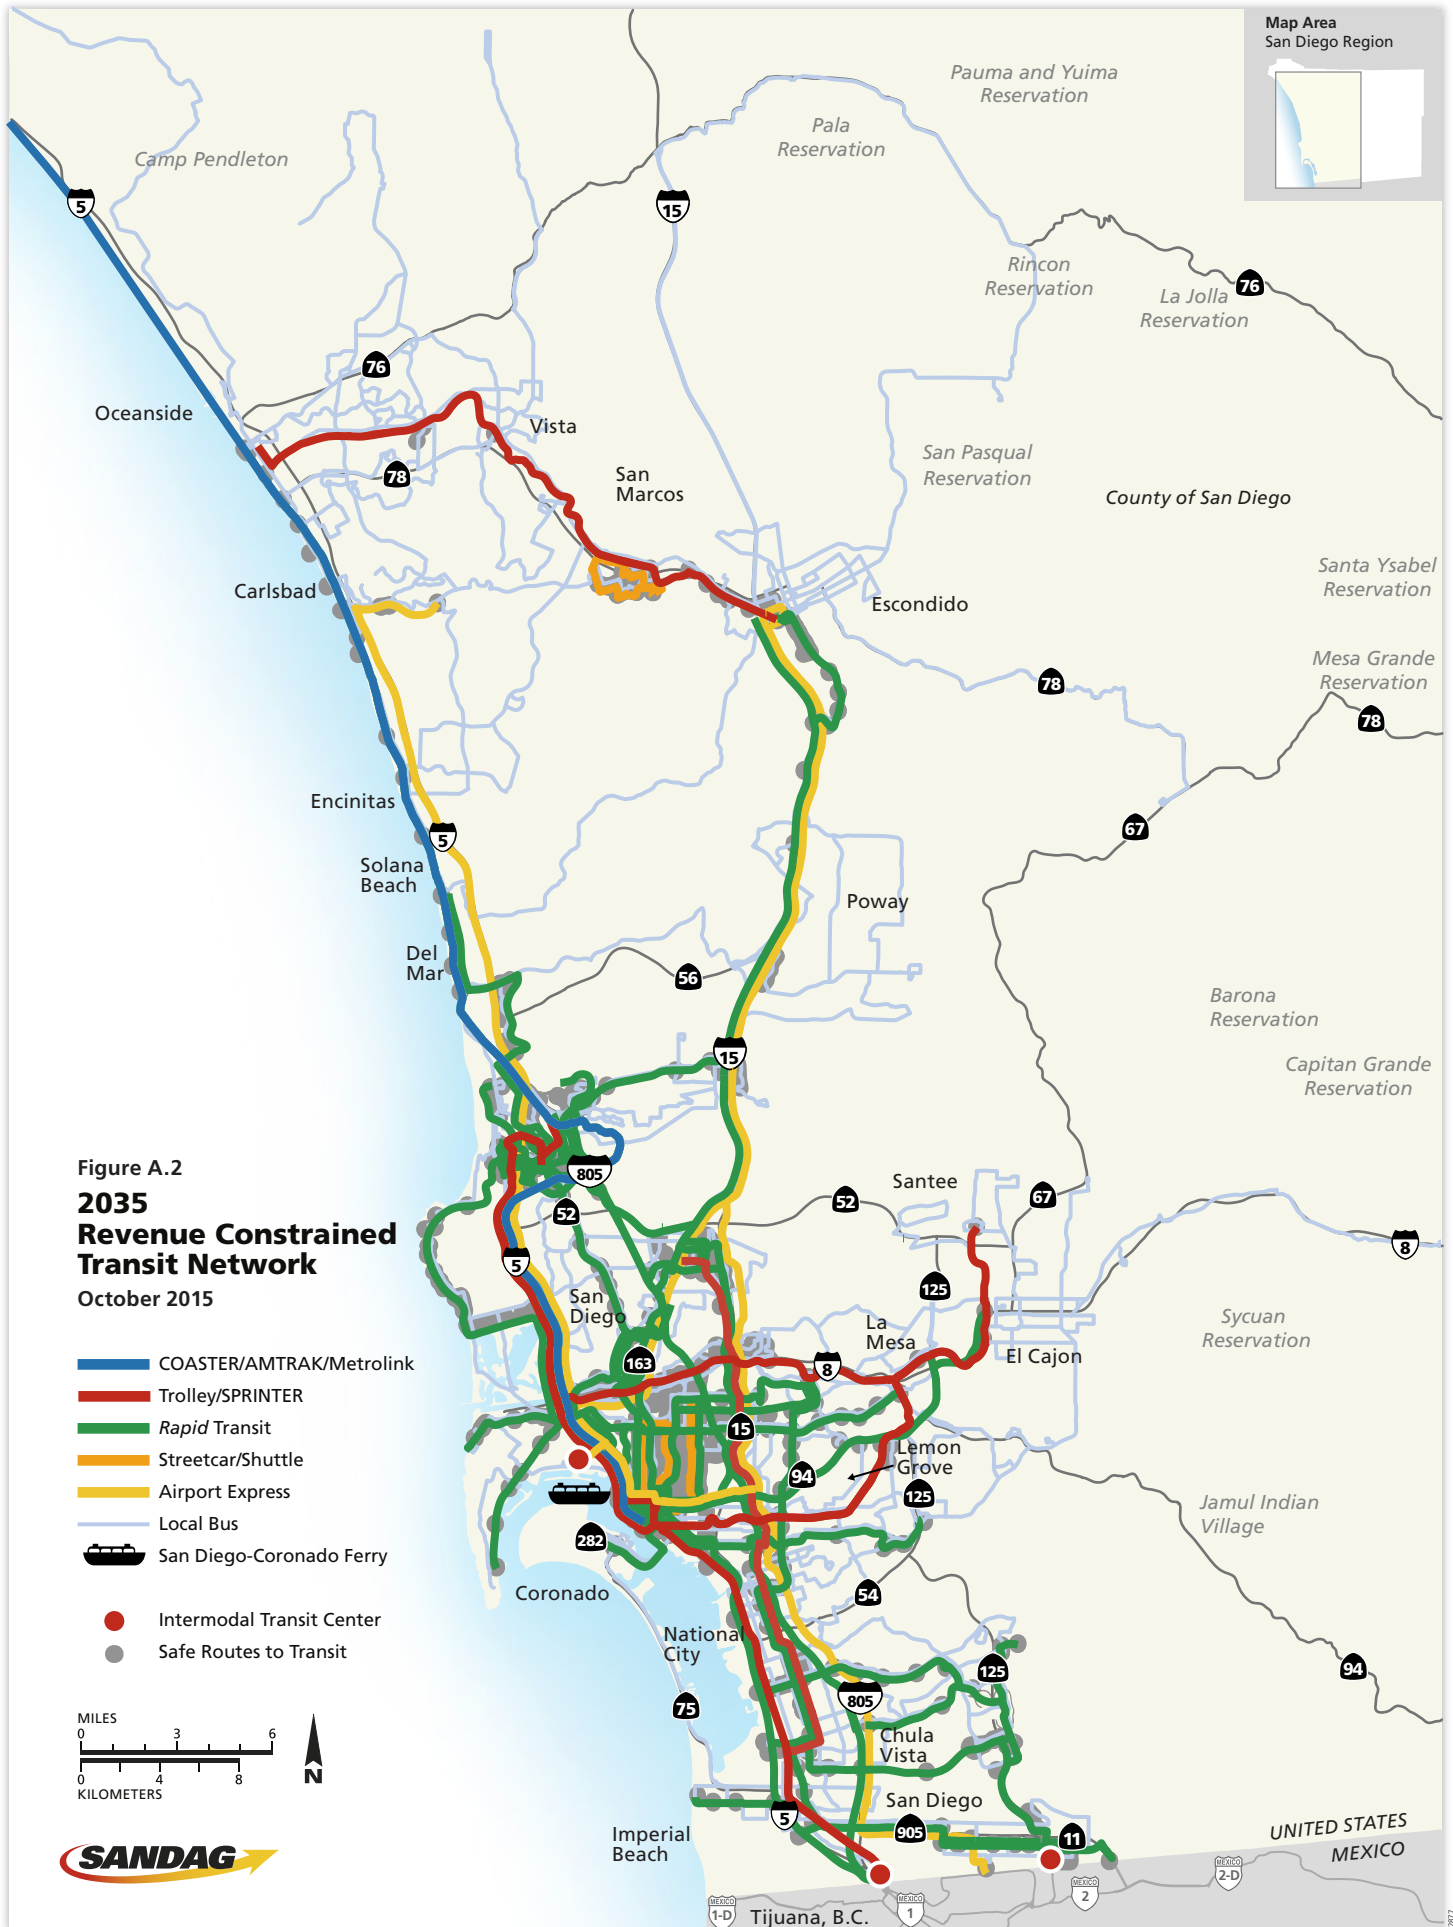 Map Area
San Diego Region
Pauma and Yuima
Reservation
Pala
Reservation
Camp Pendleton
5
15
Rincon
Reservation
76
La Jolla
Reservation
76
Oceanside
Vista
78
San
Marcos
San Pasqual
Reservation
County of San Diego
Santa Ysabel
Reservation
Carlsbad
Escondido
Mesa Grande
Reservation
78
78
Encinitas
5
67
Solana
Beach
Poway
Del
Mar
56
Barona
Reservation
15
Capitan Grande
Reservation
Figure A.2
2035
Revenue Constrained
Transit Network
October 2015
805
Santee
52
67
52
5
8
125
San
Diego
La
Mesa
Sycuan
Reservation
163
8
El Cajon
COASTER/AMTRAK/Metrolink
Trolley/SPRINTER
Rapid Transit
Streetcar/Shuttle
Airport Express
Local Bus
San Diego-Coronado Ferry
Intermodal Transit Center
Safe Routes to Transit
15
Lemon
Grove
94
125
Jamul Indian
Village
282
Coronado
54
National
City
125
94
805
75
MILES
0 3 6
0 4 8
KILOMETERS
N
Chula
Vista
San Diego
5
905
11
Imperial
Beach
UNITED STATES
MEXICO
SANDAG
MEXICO
2-D
MEXICO
2
MEXICO
1-D
MEXICO
1
Tijuana, B.C.